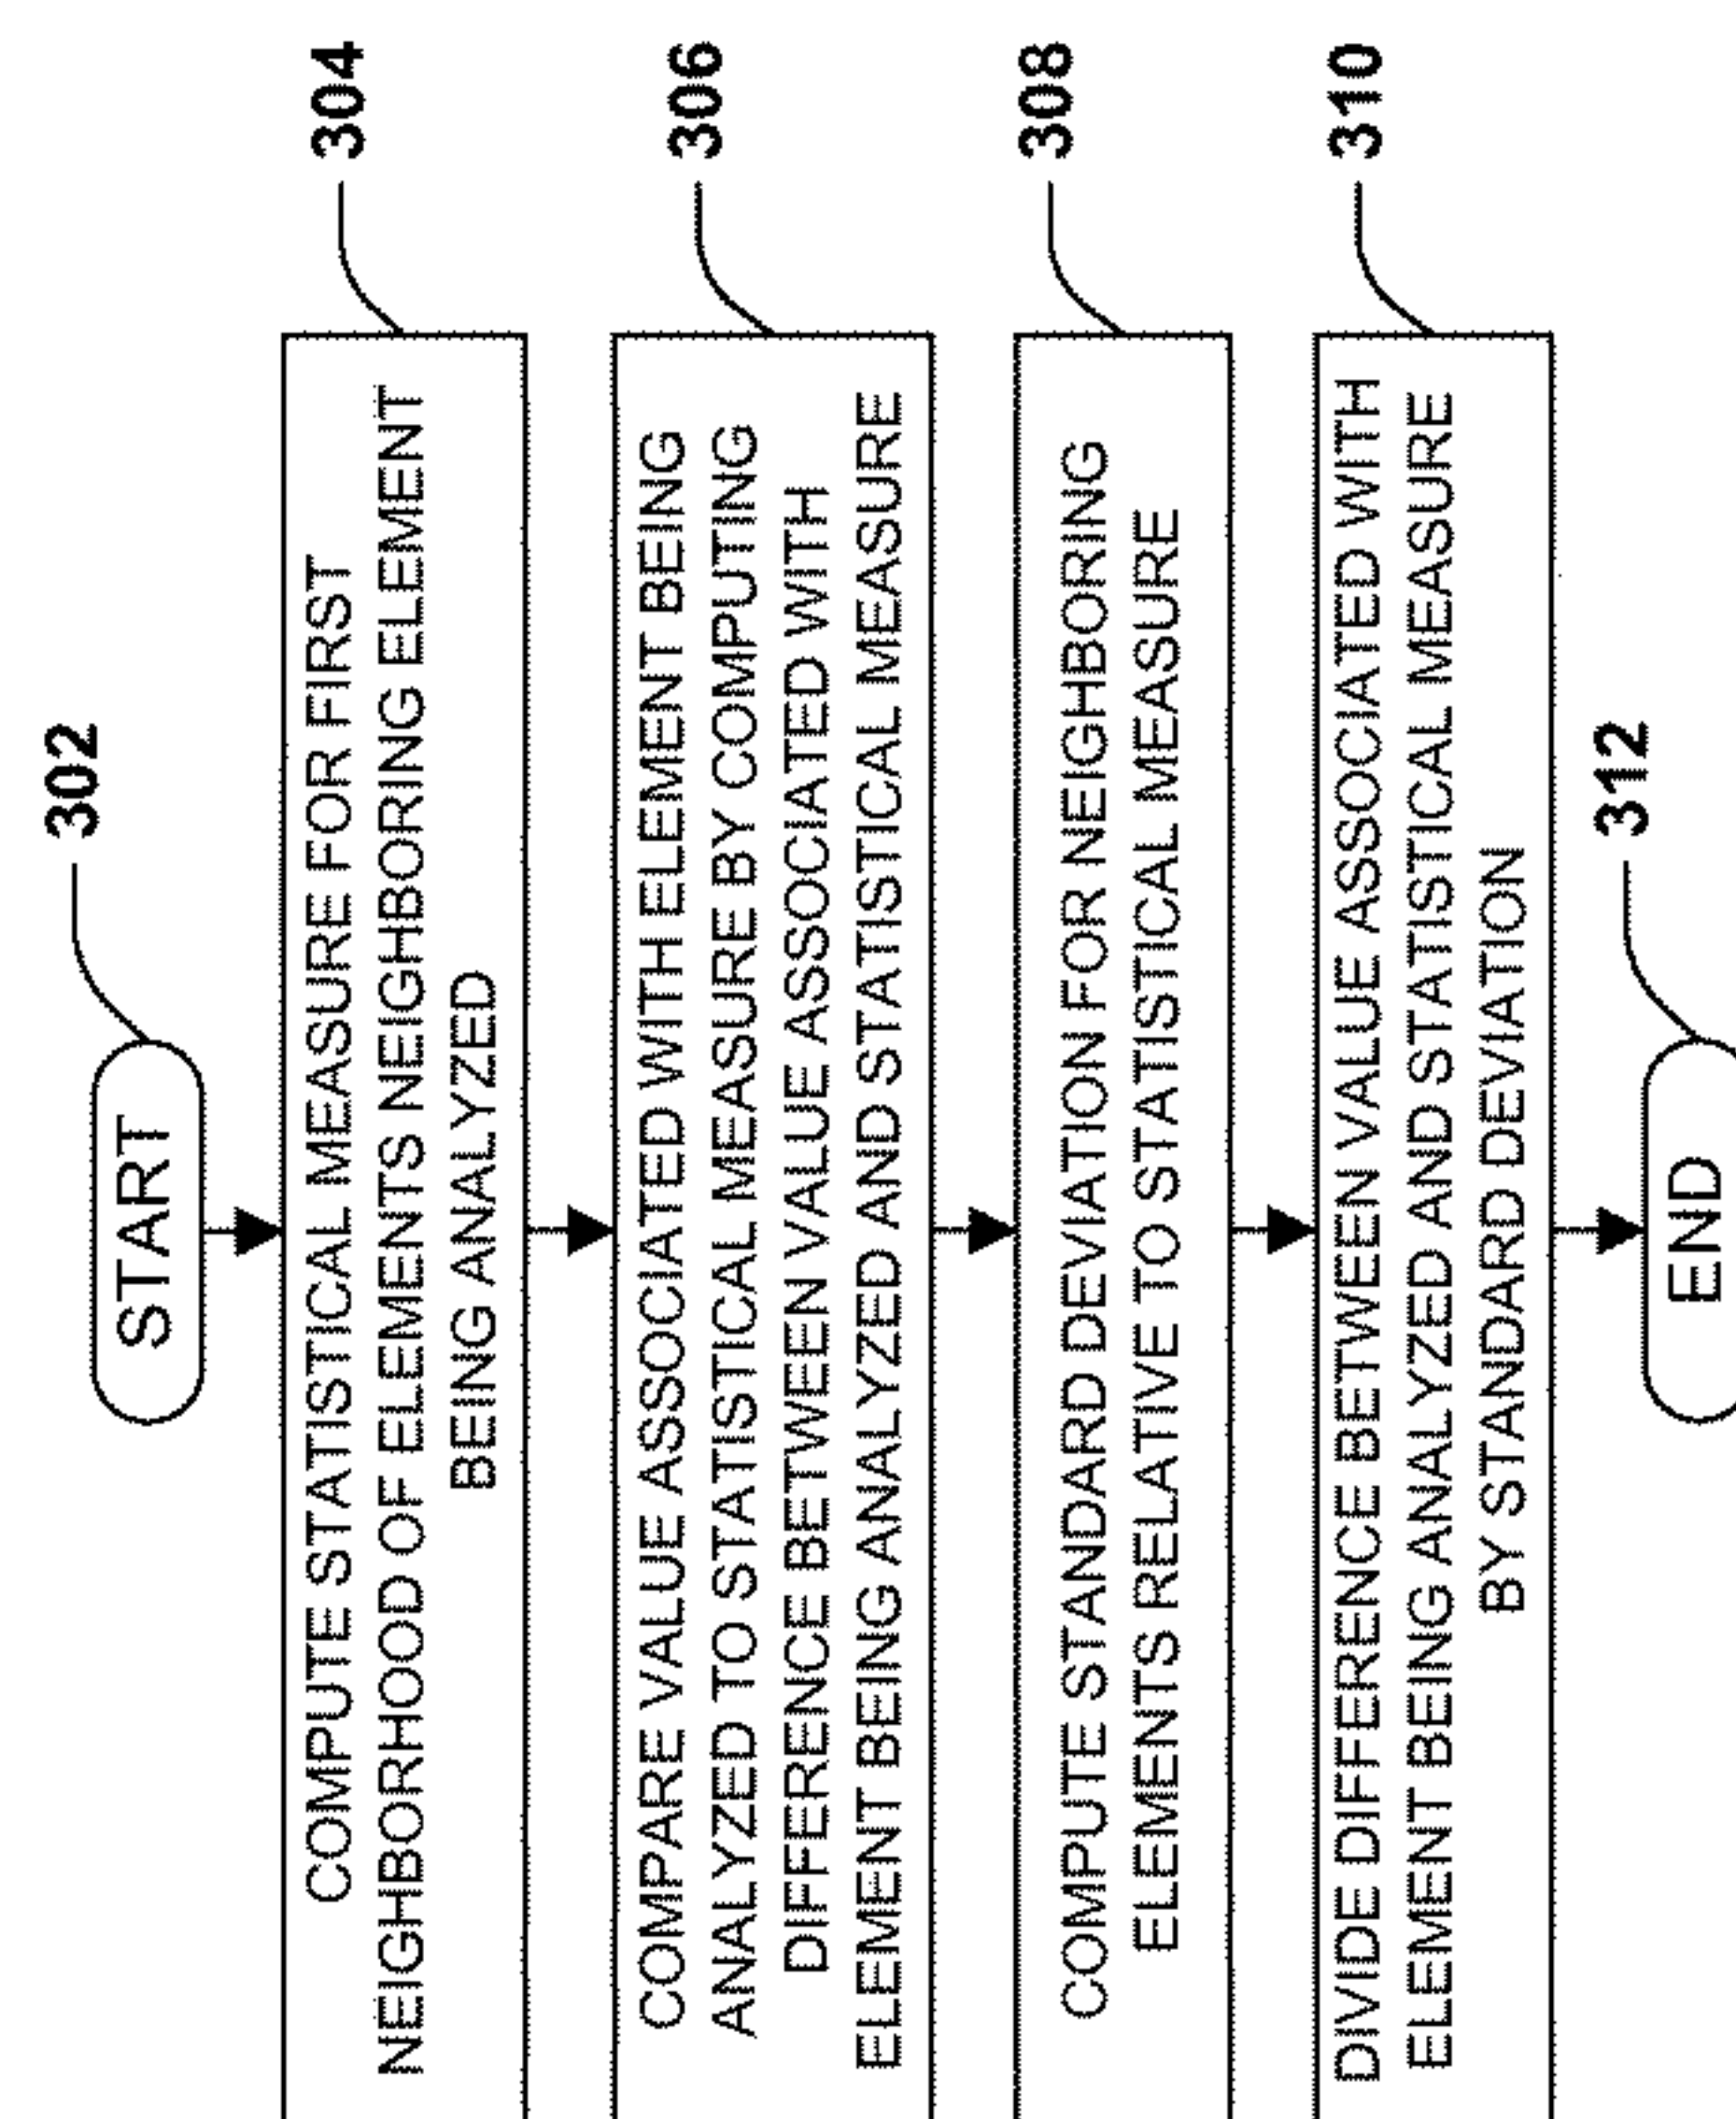 302
START
304
COMPUTE STATISTICAL MEASURE FOR FIRST
NEIGHBORHOOD OF ELEMENTS NEIGHBORING ELEMENT
BEING ANALYZED
306
COMPARE VALUE ASSOCIATED WITH ELEMENT BEING
ANALYZED TO STATISTICAL MEASURE BY COMPUTING
DIFFERENCE BETWEEN VALUE ASSOCIATED WITH
ELEMENT BEING ANALYZED AND STATISTICAL MEASURE
308
COMPUTE STANDARD DEVIATION FOR NEIGHBORING
ELEMENTS RELATIVE TO STATISTICAL MEASURE
310
DIVIDE DIFFERENCE BETWEEN VALUE ASSOCIATED WITH
ELEMENT BEING ANALYZED AND STATISTICAL MEASURE
BY STANDARD DEVIATION
312
END